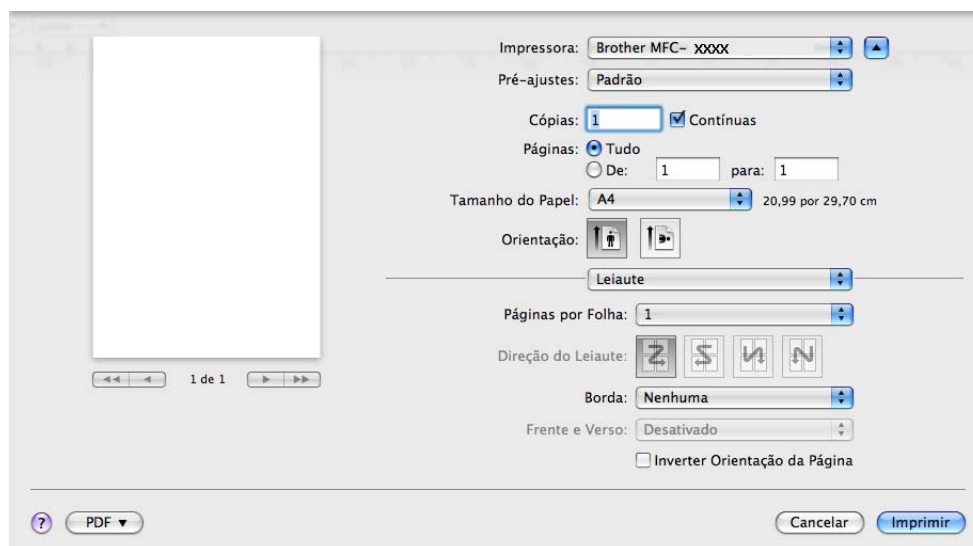 Impressora: Brother MFC- XXXX
Pré-ajustes: Padrão
Cópias: 1 Contínuas
Páginas: Tudo
De: 1 para: 1
Tamanho do Papel: A4 20,99 por 29,70 cm
Orientação:
Leiaute
Páginas por Folha: 1
Direção do Leiaute:
Borda: Nenhuma
Frente e Verso: Desativado
Inverter Orientação da Página
1 de 1
? PDF Cancelar Imprimir